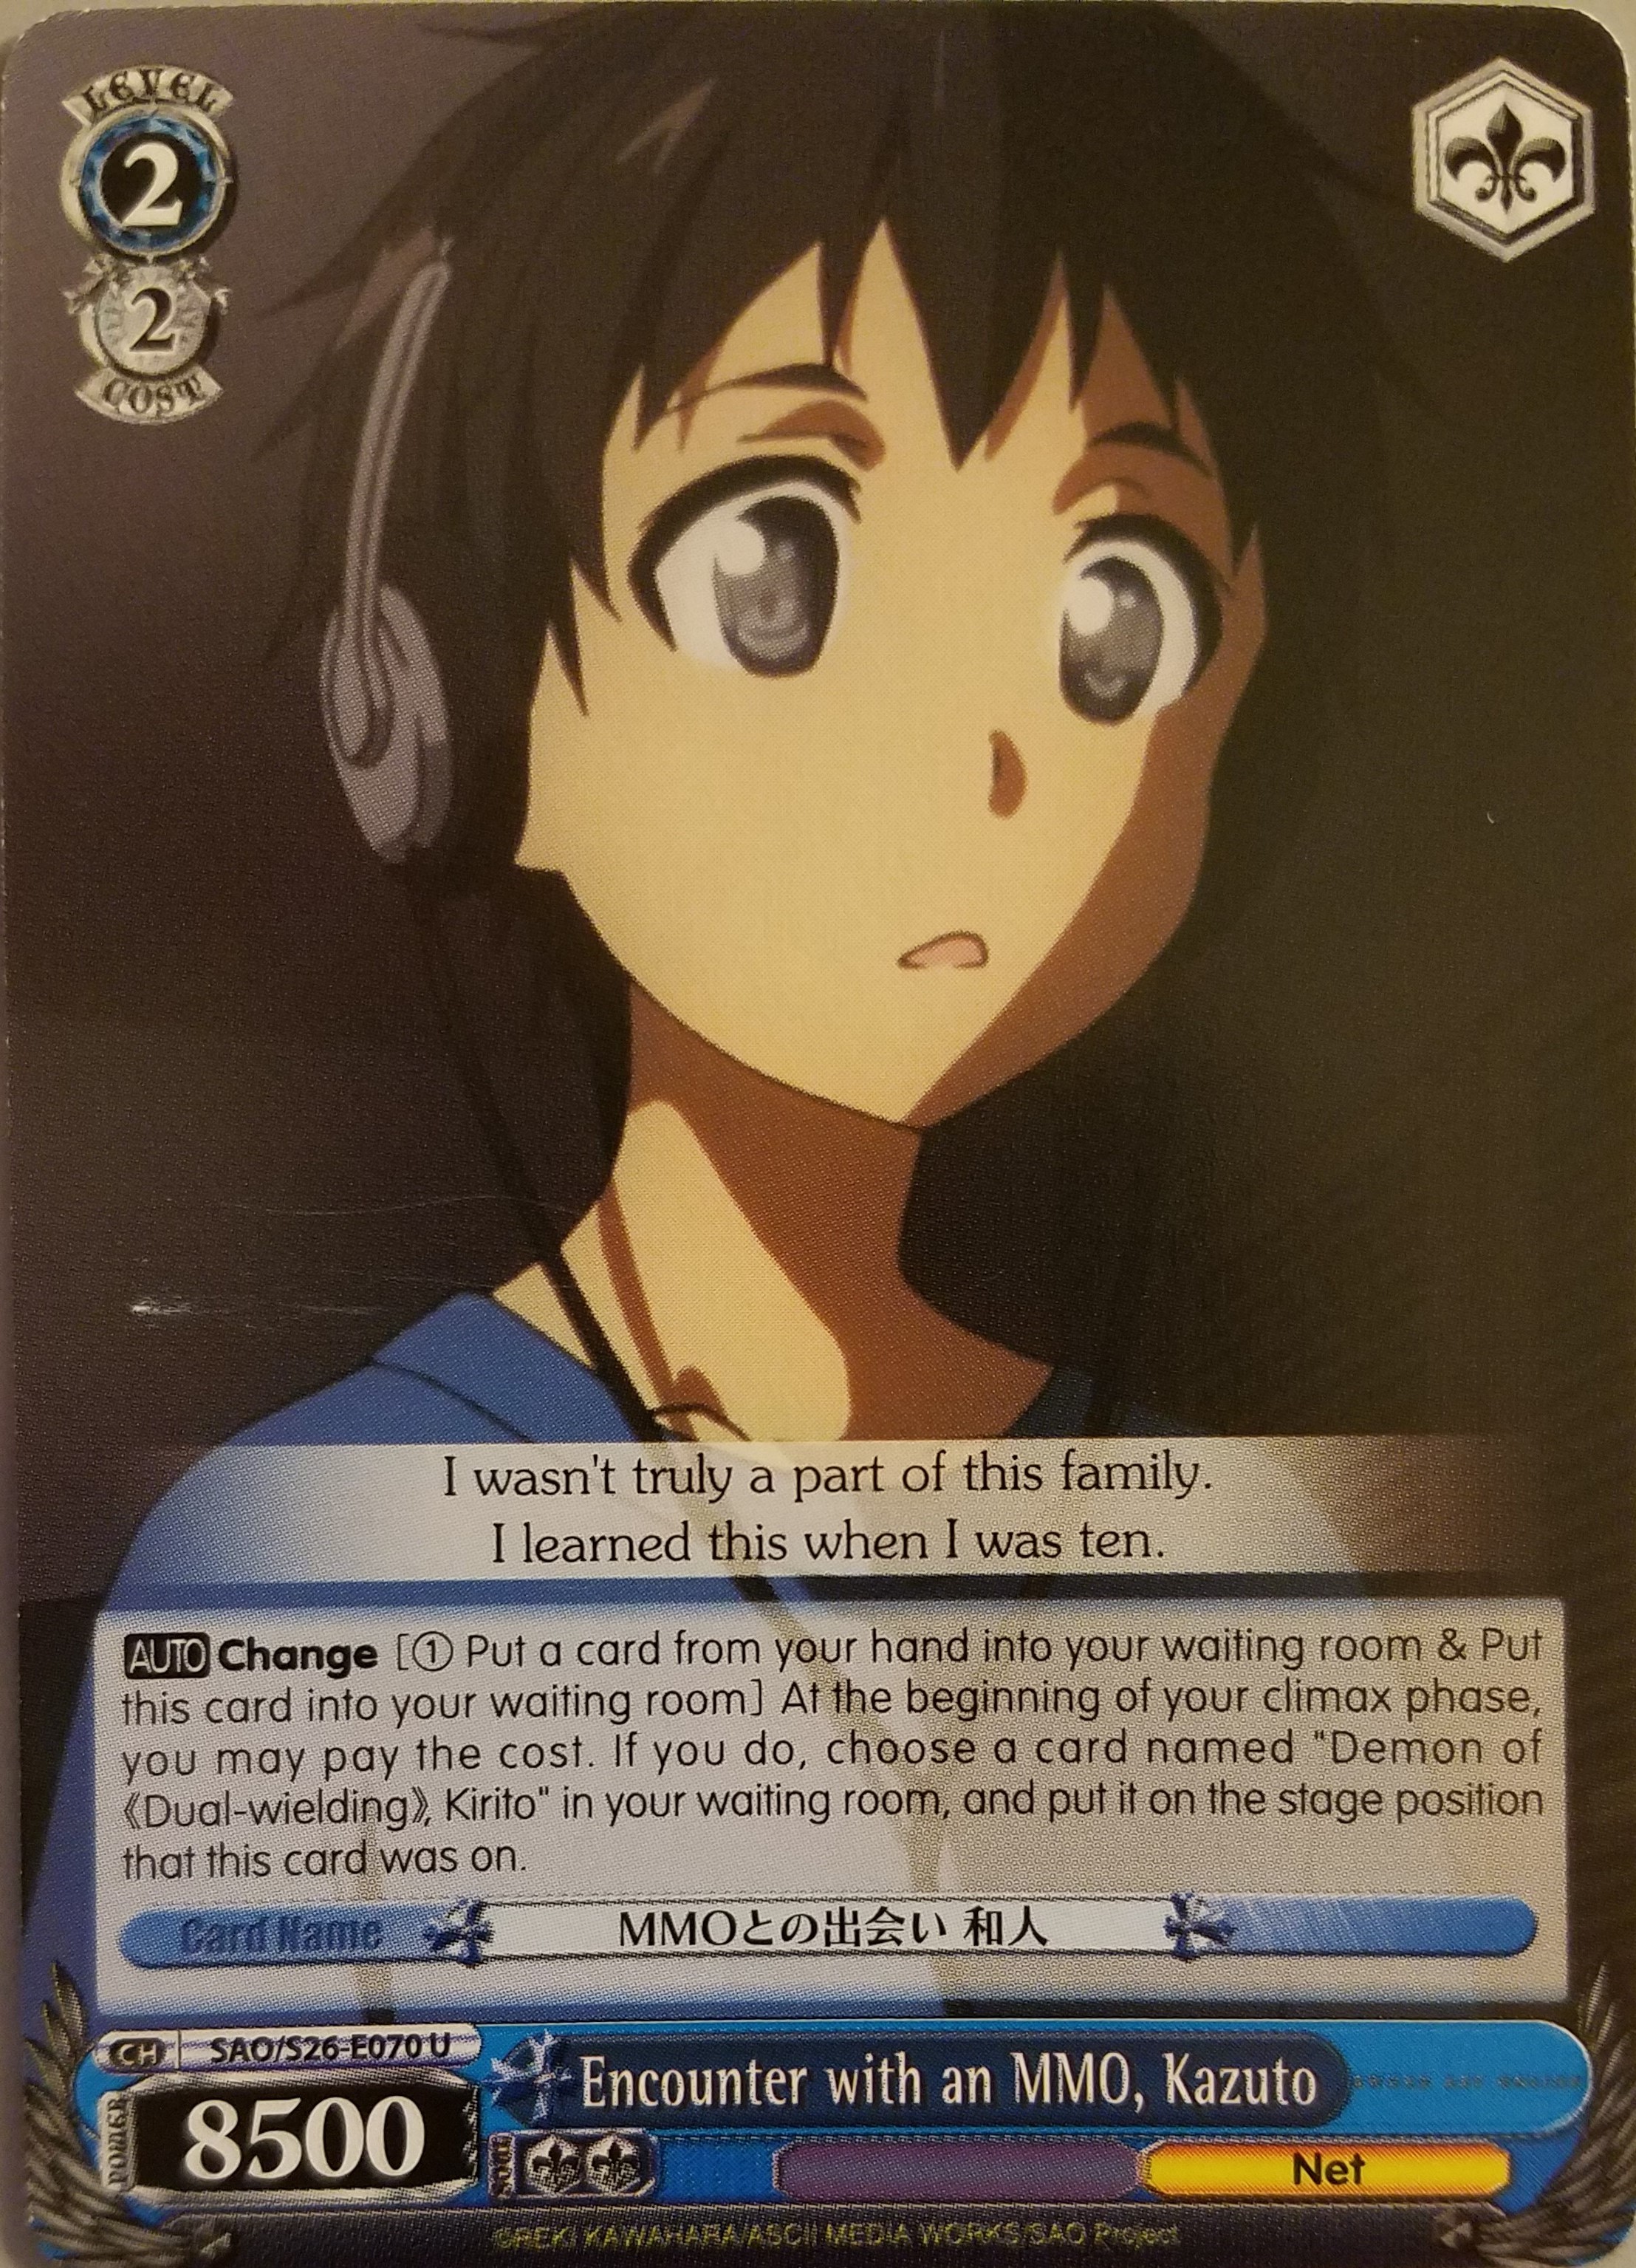 LEVEL
2
2
COST
I wasn't truly a part of this family.
I learned this when I was ten.
AUTO Change [① Put a card from your hand into your waiting room & Put
this card into your waiting room] At the beginning of your climax phase,
you may pay the cost. If you do, choose a card named "Demon of
《Dual-wielding》, Kirito" in your waiting room, and put it on the stage position
that this card was on.
Card Name MMOとの出会い 和人
CH SAO/S26-E070 U
Encounter with an MMO, Kazuto
POWER 8500 SOUL
Net
©REKI KAWAHARA/ASCII MEDIA WORKS/SAO Project